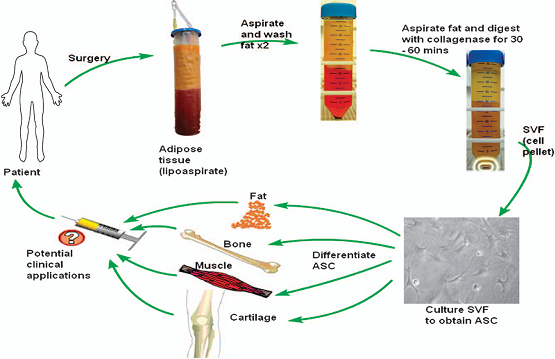 Surgery
Aspirate
and wash
fat x2
Aspirate fat and digest
with collagenase for 30
- 60 mins
Patient
Adipose
tissue
(lipoaspirate)
SVF
(cell
pellet)
Fat
Bone
Muscle
Cartilage
Differentiate
ASC
Potential
clinical
applications
?
Culture SVF
to obtain ASC